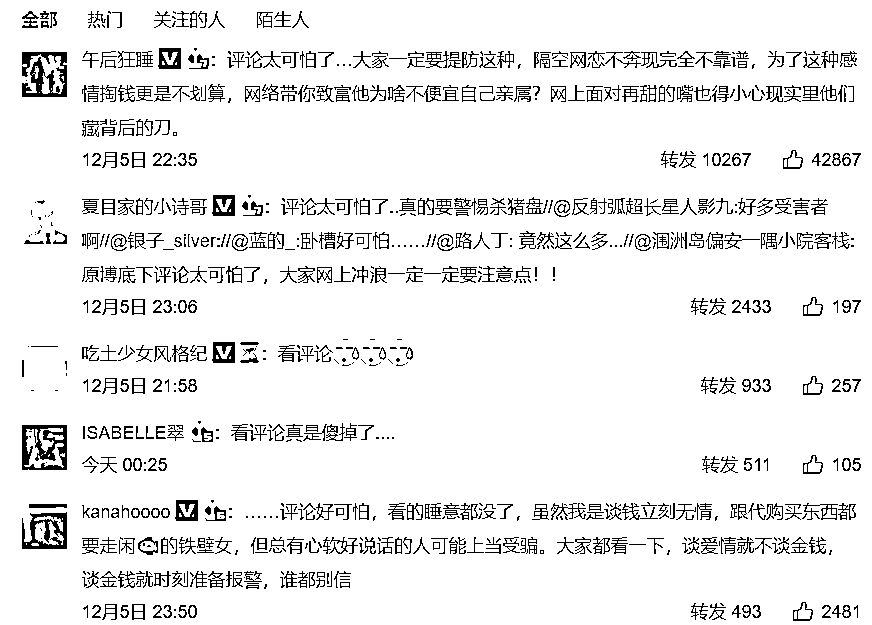 全部 热门 关注的人 陌生人
午后狂睡 V : 评论太可怕了...大家一定要提防这种，隔空网恋不奔现完全不靠谱，为了这种感
情掏钱更是不划算，网络带你致富他为啥不便宜自己亲属？网上面对再甜的嘴也得小心现实里他们
藏背后的刀。
12月5日 22:35 转发 10267 42867
夏目家的小诗哥 V : 评论太可怕了..真的要警惕杀猪盘//@反射弧超长星人影九:好多受害者
啊//@银子_silver://@蓝的_:卧槽好可怕……//@路人丁: 竟然这么多...//@涠洲岛偏安一隅小院客栈:
原博底下评论太可怕了，大家网上冲浪一定一定要注意点！！
12月5日 23:06 转发 2433 197
吃土少女风格纪 V : 看评论
12月5日 21:58 转发 933 257
ISABELLE翠 : 看评论真是傻掉了....
今天 00:25 转发 511 105
kanahoooo V : ……评论好可怕，看的睡意都没了，虽然我是谈钱立刻无情，跟代购买东西都
要走闲的铁壁女，但总有心软好说话的人可能上当受骗。大家都看一下，谈爱情就不谈金钱，
谈金钱就时刻准备报警，谁都别信
12月5日 23:50 转发 493 2481